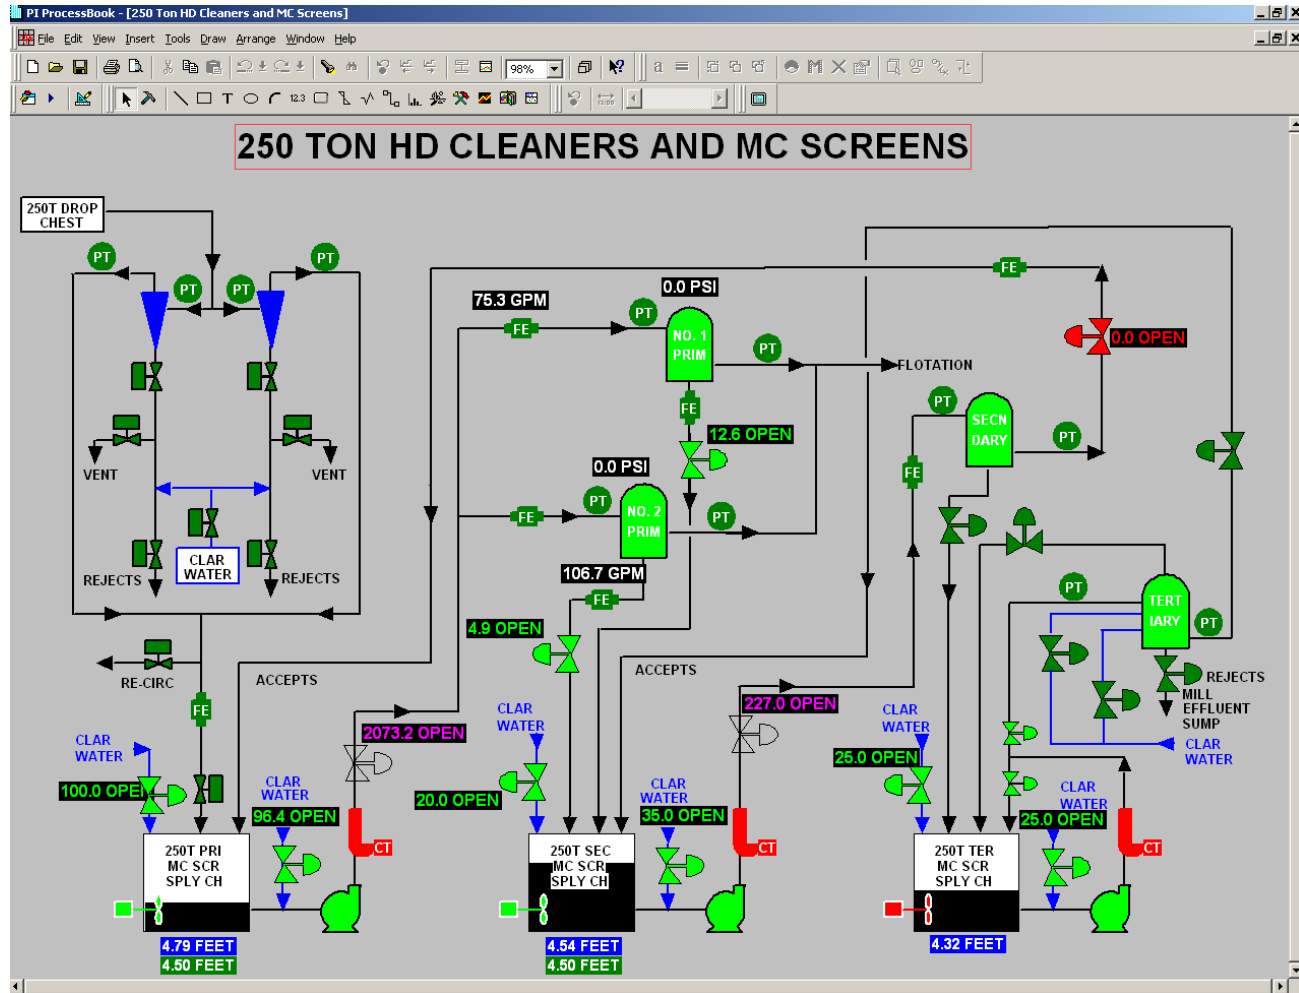 PI ProcessBook - [250 Ton HD Cleaners and MC Screens]
File Edit View Insert Tools Draw Arrange Window Help
98%
a
T
12.3
250 TON HD CLEANERS AND MC SCREENS
250T DROP
CHEST
PT
PT
PT
PT
FE
75.3 GPM
0.0 PSI
FE
PT
NO. 1
PRIM
PT
FLOTATION
0.0 OPEN
FE
12.6 OPEN
PT
SECN
DARY
PT
FE
VENT
VENT
0.0 PSI
FE
PT
NO. 2
PRIM
PT
CLAR
WATER
REJECTS
REJECTS
106.7 GPM
FE
4.9 OPEN
PT
TERT
IARY
PT
RE-CIRC
ACCEPTS
ACCEPTS
REJECTS
MILL
EFFLUENT
SUMP
CLAR
WATER
FE
CLAR
WATER
100.0 OPEN
2073.2 OPEN
CLAR
WATER
96.4 OPEN
CLAR
WATER
20.0 OPEN
227.0 OPEN
CLAR
WATER
35.0 OPEN
CLAR
WATER
25.0 OPEN
CLAR
WATER
25.0 OPEN
250T PRI
MC SCR
SPLY CH
CT
250T SEC
MC SCR
SPLY CH
CT
250T TER
MC SCR
SPLY CH
CT
4.79 FEET
4.50 FEET
4.54 FEET
4.50 FEET
4.32 FEET